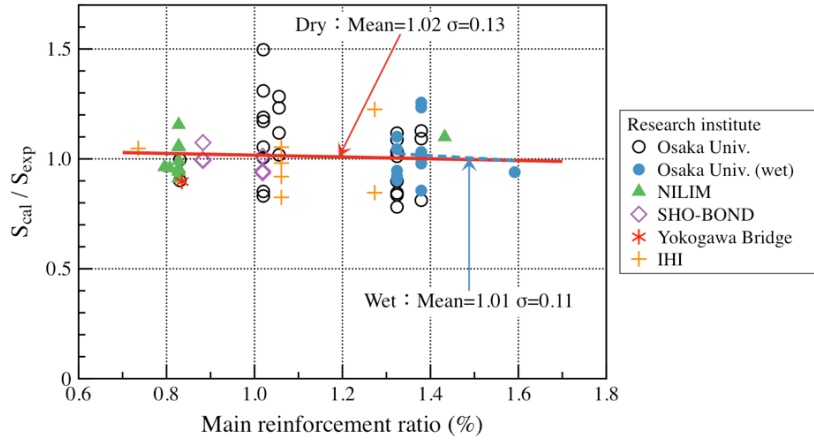 Dry：Mean=1.02 σ=0.13
1.5
1.0
0.5
0
S_cal / S_exp
Wet：Mean=1.01 σ=0.11
0.6 0.8 1.0 1.2 1.4 1.6 1.8
Main reinforcement ratio (%)
Research institute
Osaka Univ.
Osaka Univ. (wet)
NILIM
SHO-BOND
Yokogawa Bridge
IHI